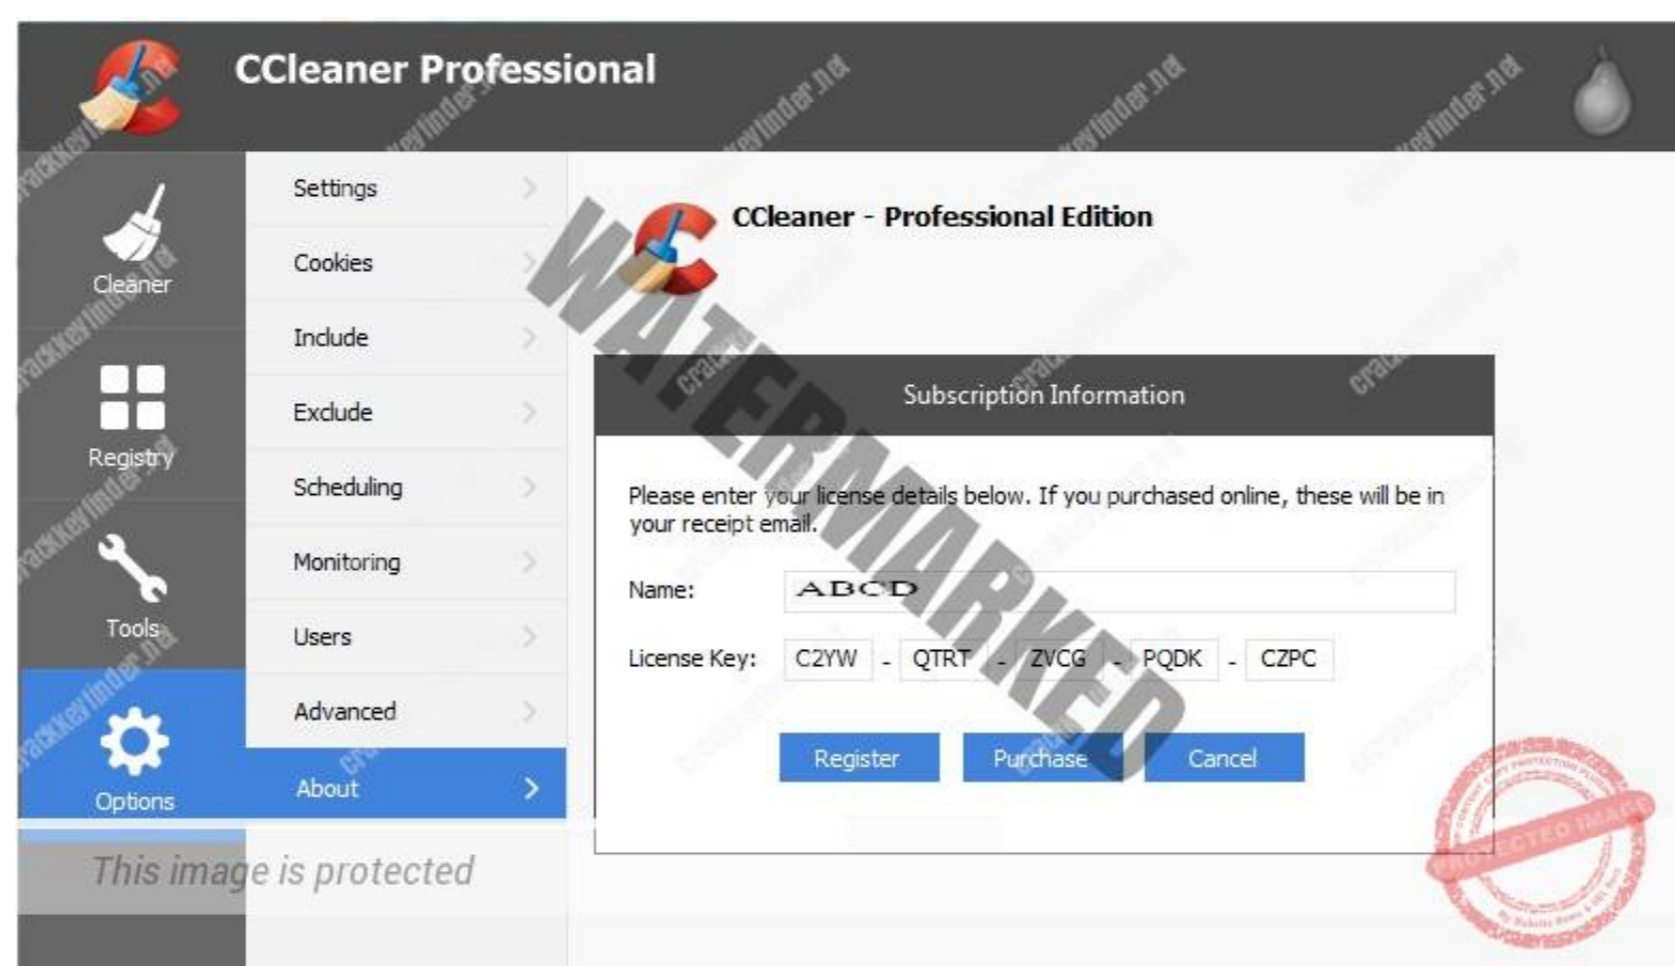 CCleaner Professional
Cleaner
Registry
Tools
Options
Settings
Cookies
Include
Exclude
Scheduling
Monitoring
Users
Advanced
About
CCleaner - Professional Edition
Subscription Information
Please enter your license details below. If you purchased online, these will be in
your receipt email.
Name: ABCD
License Key: C2YW - QTRT - ZVCG - PQDK - CZPC
Register Purchase Cancel
WATERMARKED
This image is protected
PROTECTED IMAGE
crackkeyfinder.net